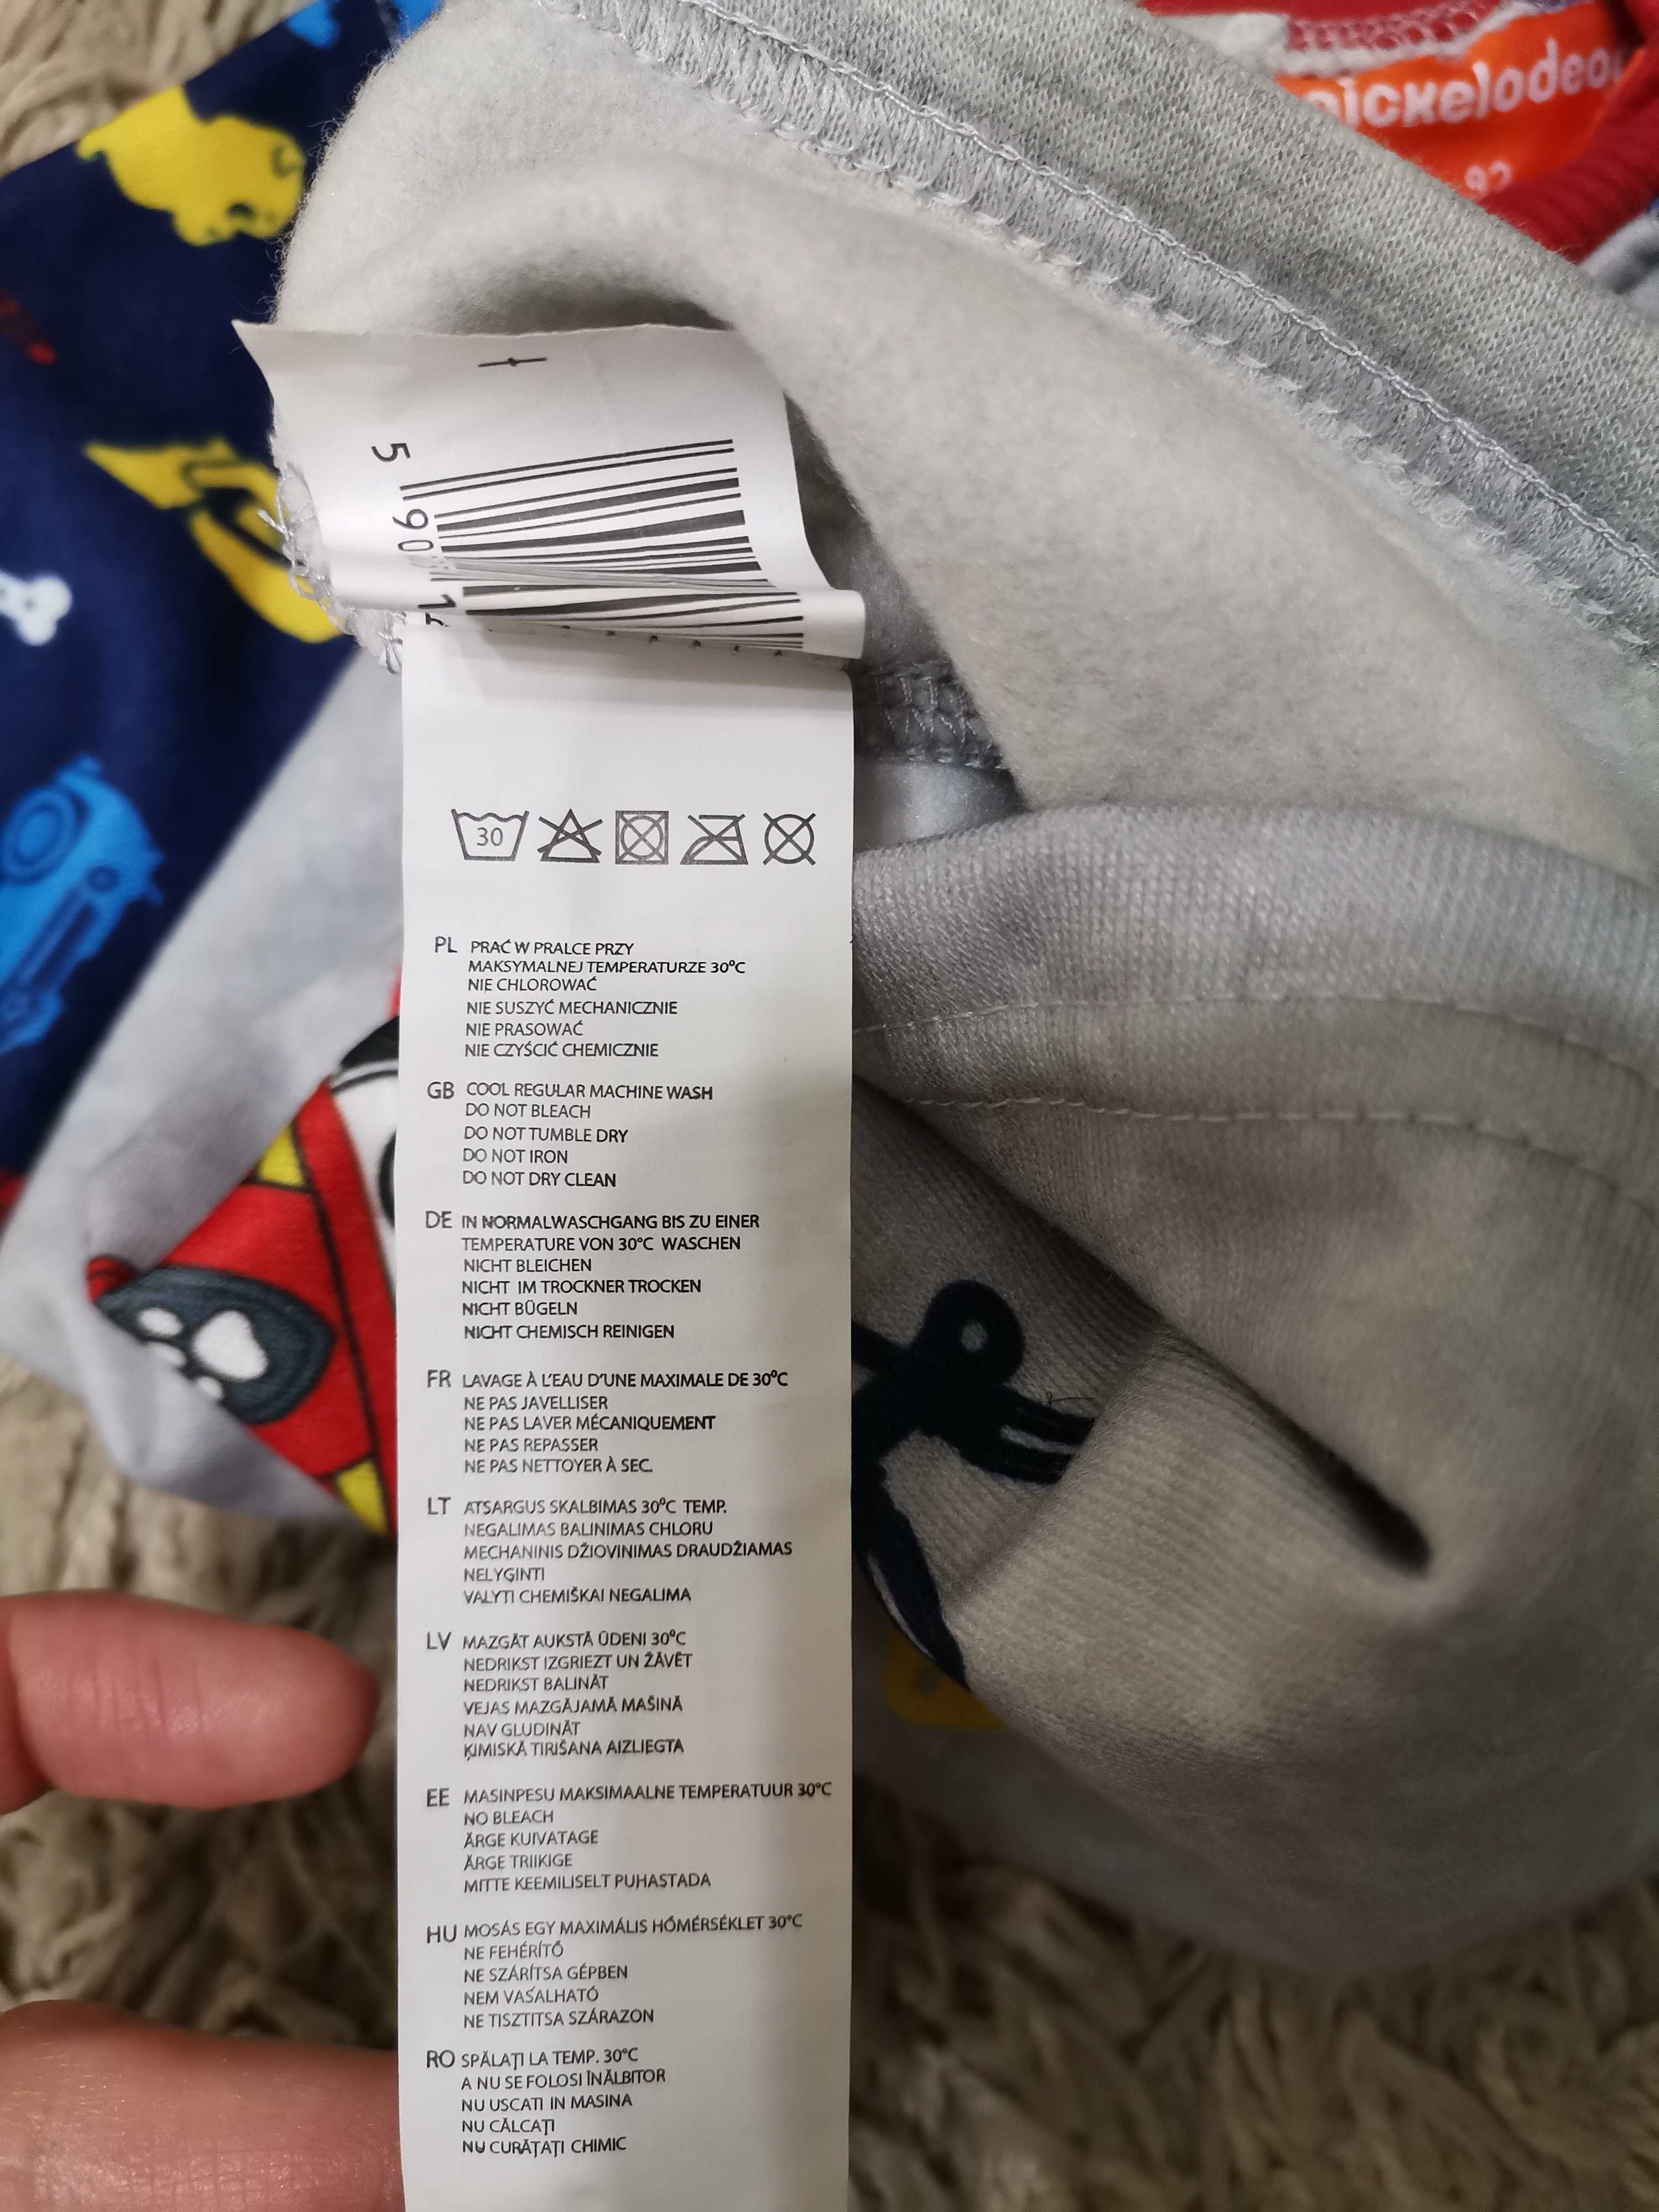 nickelodeon
92
5
30
PL PRAĆ W PRALCE PRZY
MAKSYMALNEJ TEMPERATURZE 30°C
NIE CHLOROWAĆ
NIE SUSZYĆ MECHANICZNIE
NIE PRASOWAĆ
NIE CZYŚCIĆ CHEMICZNIE
GB COOL REGULAR MACHINE WASH
DO NOT BLEACH
DO NOT TUMBLE DRY
DO NOT IRON
DO NOT DRY CLEAN
DE IN NORMALWASCHGANG BIS ZU EINER
TEMPERATURE VON 30°C WASCHEN
NICHT BLEICHEN
NICHT IM TROCKNER TROCKEN
NICHT BÜGELN
NICHT CHEMISCH REINIGEN
FR LAVAGE À L'EAU D'UNE MAXIMALE DE 30°C
NE PAS JAVELLISER
NE PAS LAVER MÉCANIQUEMENT
NE PAS REPASSER
NE PAS NETTOYER À SEC.
LT ATSARGUS SKALBIMAS 30°C TEMP.
NEGALIMAS BALINIMAS CHLORU
MECHANINIS DŽIOVINIMAS DRAUDŽIAMAS
NELYGINTI
VALYTI CHEMIŠKAI NEGALIMA
LV MAZGĀT AUKSTĀ ŪDENI 30°C
NEDRIKST IZGRIEZT UN ŽĀVĒT
NEDRIKST BALINĀT
VEJAS MAZGĀJAMĀ MAŠINĀ
NAV GLUDINĀT
ĶIMISKĀ TIRIŠANA AIZLIEGTA
EE MASINPESU MAKSIMAALNE TEMPERATUUR 30°C
NO BLEACH
ÄRGE KUIVATAGE
ÄRGE TRIIKIGE
MITTE KEEMILISELT PUHASTADA
HU MOSÁS EGY MAXIMÁLIS HŐMÉRSÉKLET 30°C
NE FEHÉRÍTŐ
NE SZÁRÍTSA GÉPBEN
NEM VASALHATÓ
NE TISZTITSA SZÁRAZON
RO SPĂLAŢI LA TEMP. 30°C
A NU SE FOLOSI ÎNĂLBITOR
NU USCATI IN MASINA
NU CĂLCAŢI
NU CURĂŢAŢI CHIMIC